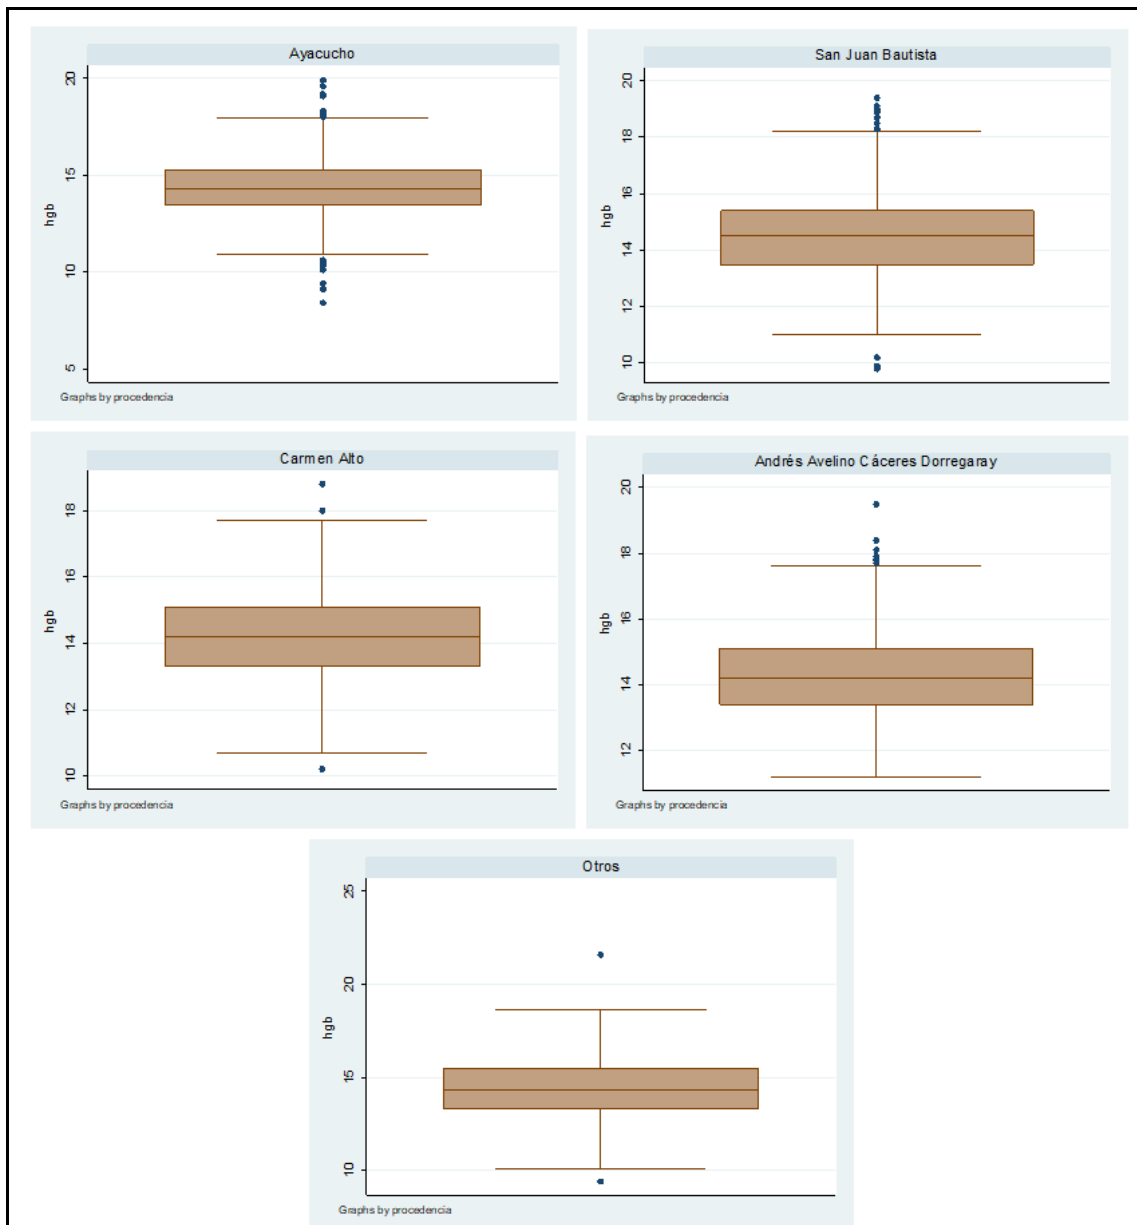 Ayacucho
20
15
10
5
hgb
Graphs by procedencia
San Juan Bautista
20
18
16
14
12
10
hgb
Graphs by procedencia
Carmen Alto
18
16
14
12
10
hgb
Graphs by procedencia
Andrés Avelino Cáceres Dorregaray
20
18
16
14
12
hgb
Graphs by procedencia
Otros
25
20
15
10
hgb
Graphs by procedencia